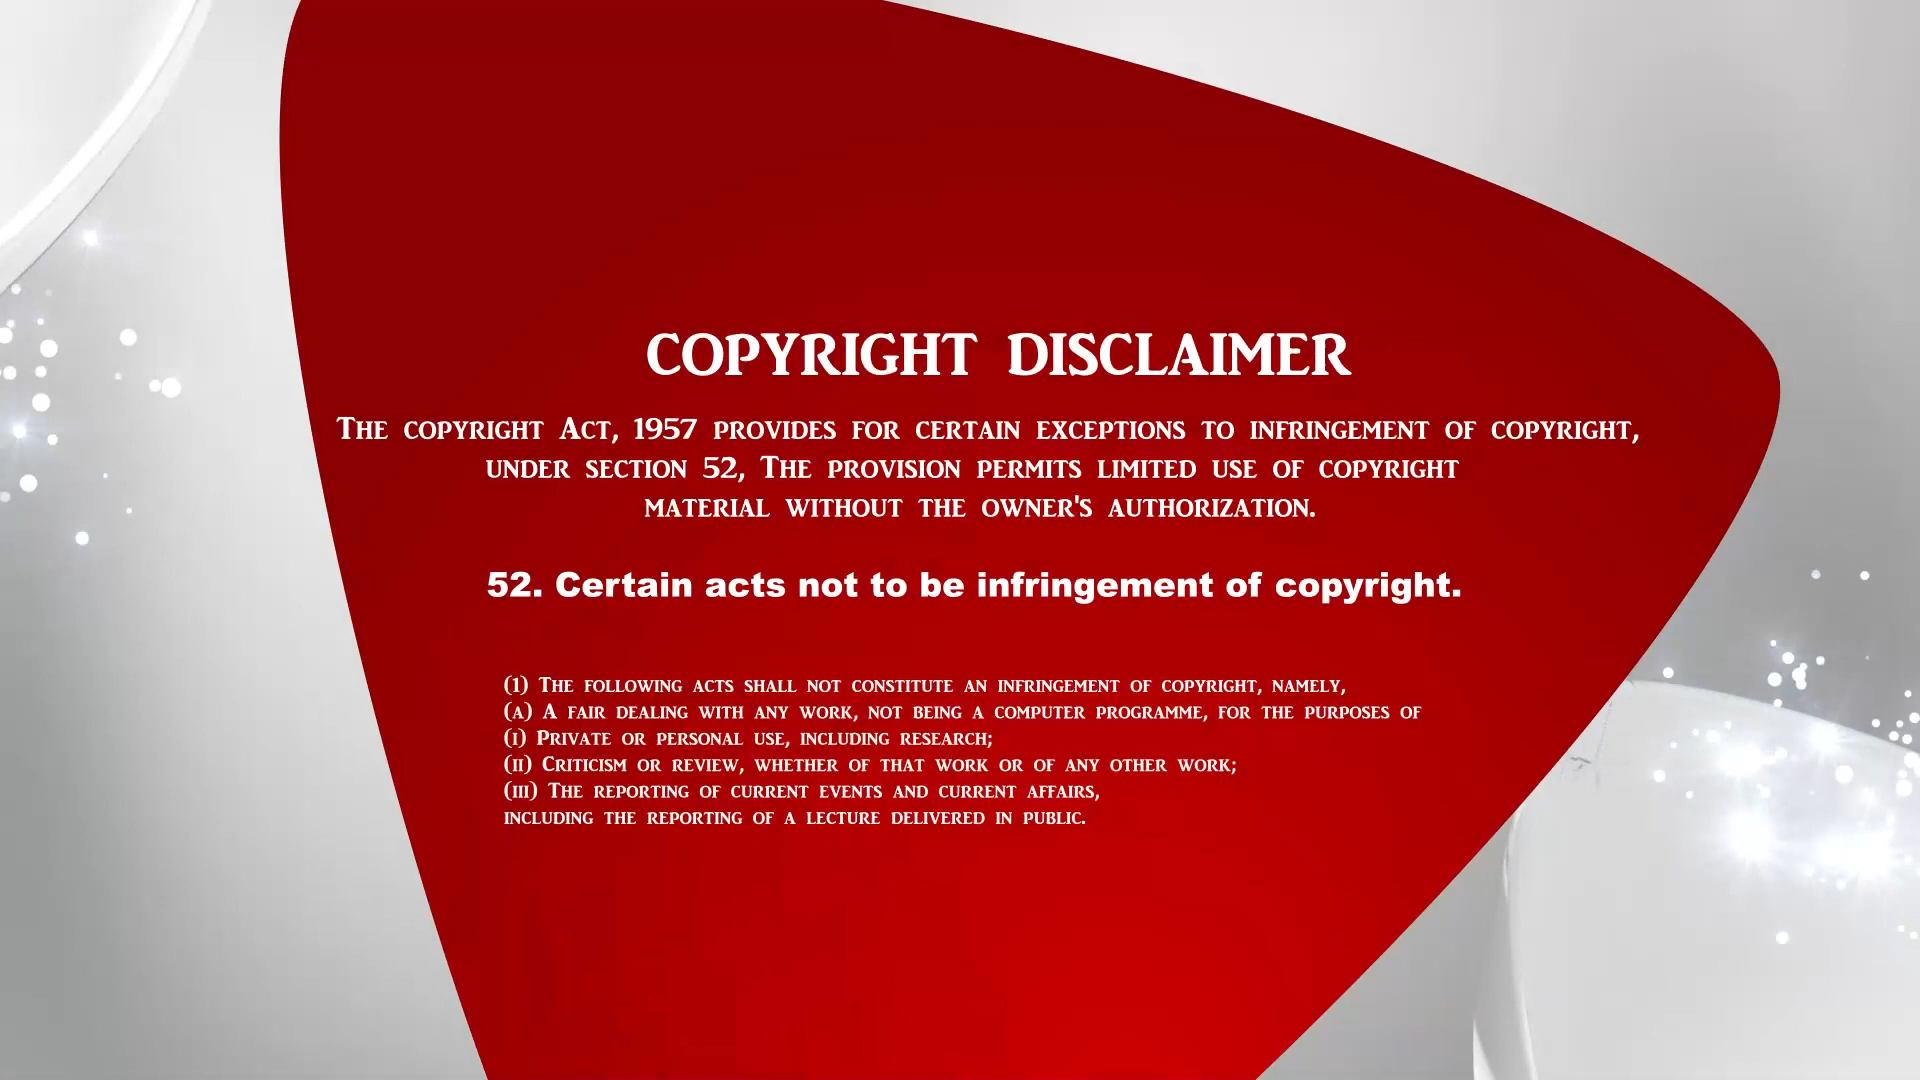 COPYRIGHT DISCLAIMER
The copyright Act, 1957 provides for certain exceptions to infringement of copyright,
under section 52, The provision permits limited use of copyright
material without the owner's authorization.
52. Certain acts not to be infringement of copyright.
(1) The following acts shall not constitute an infringement of copyright, namely,
(a) A fair dealing with any work, not being a computer programme, for the purposes of
(i) Private or personal use, including research;
(ii) Criticism or review, whether of that work or of any other work;
(iii) The reporting of current events and current affairs,
including the reporting of a lecture delivered in public.